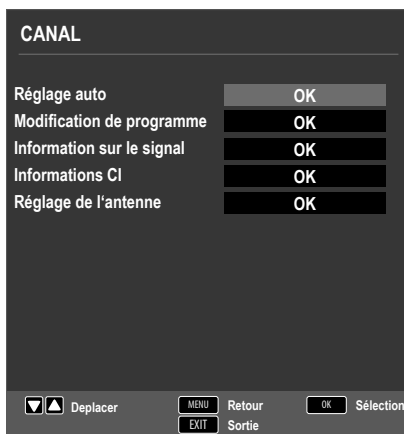 CANAL
Réglage auto OK
Modification de programme OK
Information sur le signal OK
Informations CI OK
Réglage de l‘antenne OK
Deplacer MENU Retour OK Sélection
EXIT Sortie